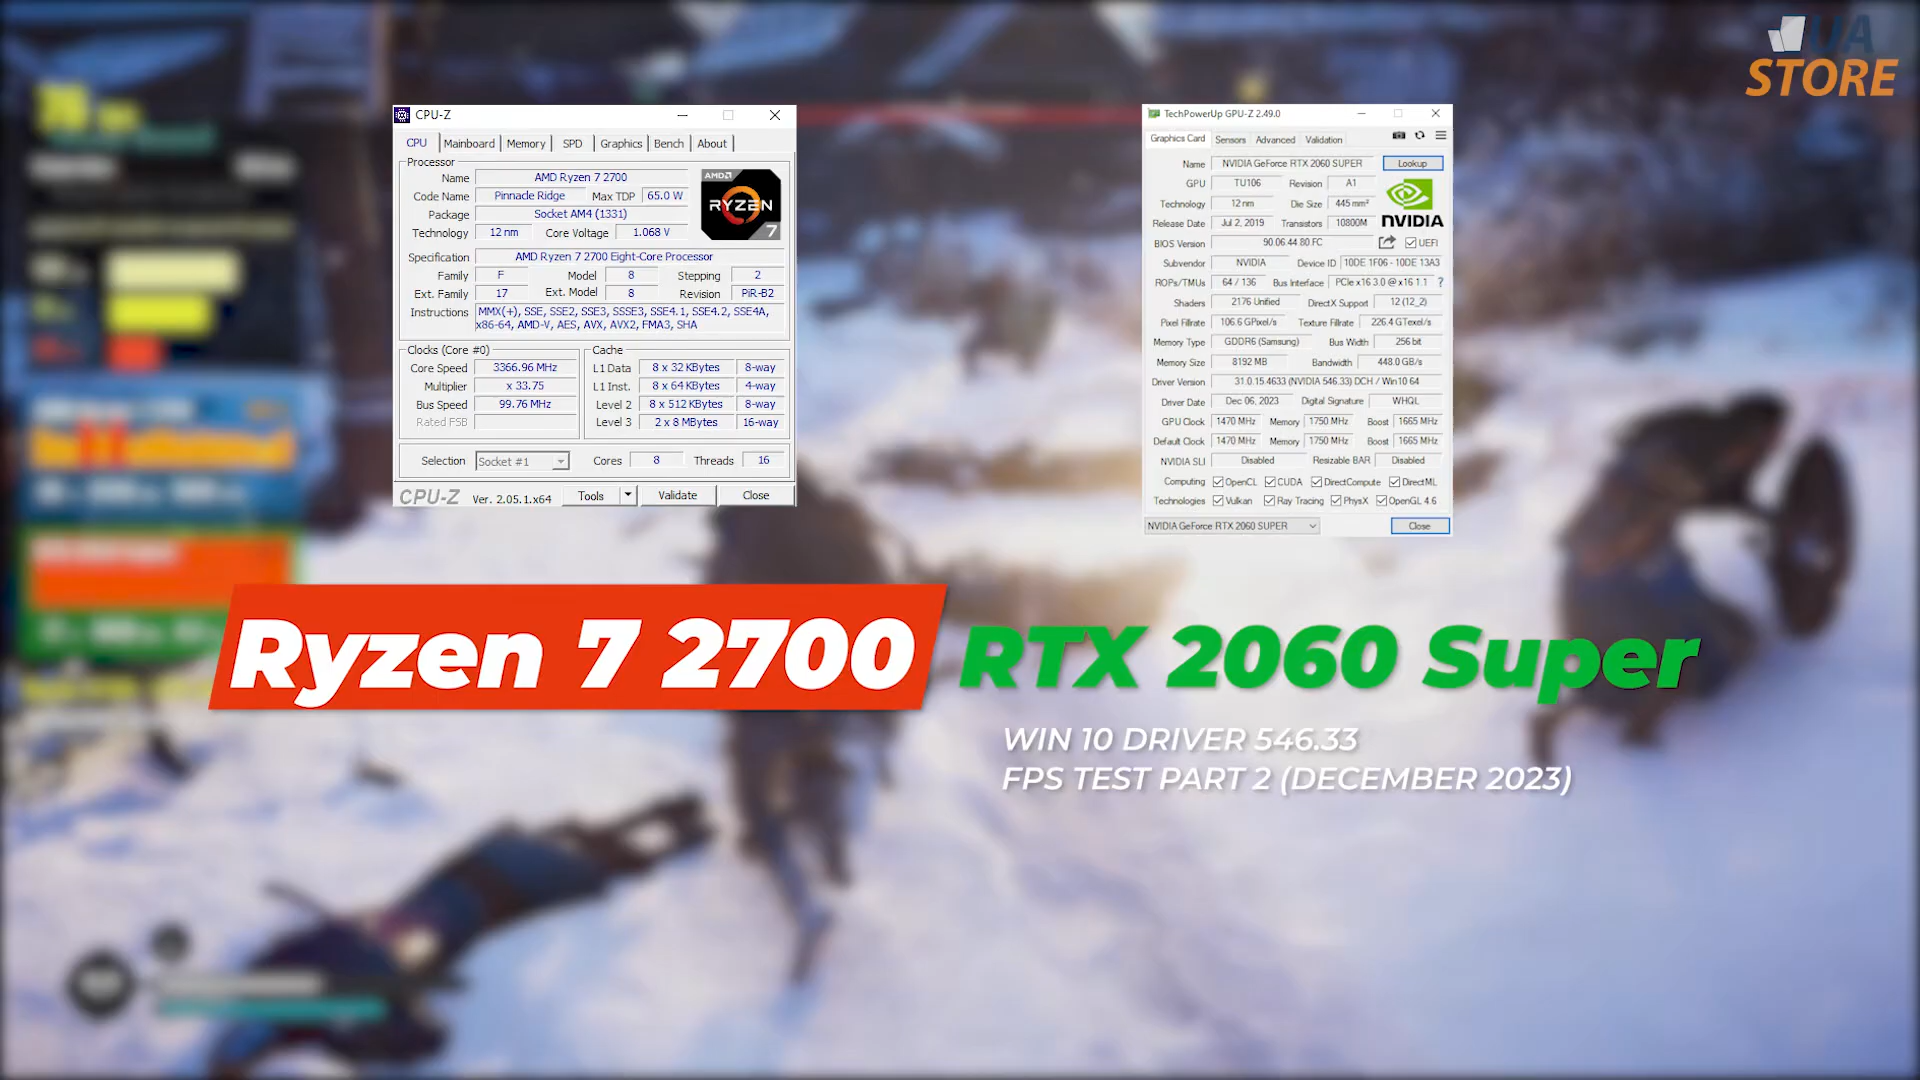 UA
STORE
CPU-Z
CPU Mainboard Memory SPD Graphics Bench About
Processor
Name AMD Ryzen 7 2700
Code Name Pinnacle Ridge Max TDP 65.0 W
Package Socket AM4 (1331)
Technology 12 nm Core Voltage 1.068 V
AMD
RYZEN
7
Specification AMD Ryzen 7 2700 Eight-Core Processor
Family F Model 8 Stepping 2
Ext. Family 17 Ext. Model 8 Revision PiR-B2
Instructions MMX(+), SSE, SSE2, SSE3, SSSE3, SSE4.1, SSE4.2, SSE4A,
x86-64, AMD-V, AES, AVX, AVX2, FMA3, SHA
Clocks (Core #0)
Core Speed 3366.96 MHz
Multiplier x 33.75
Bus Speed 99.76 MHz
Rated FSB
Cache
L1 Data 8 x 32 KBytes 8-way
L1 Inst. 8 x 64 KBytes 4-way
Level 2 8 x 512 KBytes 8-way
Level 3 2 x 8 MBytes 16-way
Selection Socket #1 Cores 8 Threads 16
CPU-Z Ver. 2.05.1.x64 Tools Validate Close
TechPowerUp GPU-Z 2.49.0
Graphics Card Sensors Advanced Validation
Name NVIDIA GeForce RTX 2060 SUPER Lookup
GPU TU106 Revision A1
Technology 12 nm Die Size 445 mm²
Release Date Jul 2, 2019 Transistors 10800M
NVIDIA
BIOS Version 90.06.44.80.FC UEFI
Subvendor NVIDIA Device ID 10DE 1F06 - 10DE 13A3
ROPs/TMUs 64 / 136 Bus Interface PCIe x16 3.0 @ x16 1.1 ?
Shaders 2176 Unified DirectX Support 12 (12_2)
Pixel Fillrate 106.6 GPixel/s Texture Fillrate 226.4 GTexel/s
Memory Type GDDR6 (Samsung) Bus Width 256 bit
Memory Size 8192 MB Bandwidth 448.0 GB/s
Driver Version 31.0.15.4633 (NVIDIA 546.33) DCH / Win10 64
Driver Date Dec 06, 2023 Digital Signature WHQL
GPU Clock 1470 MHz Memory 1750 MHz Boost 1665 MHz
Default Clock 1470 MHz Memory 1750 MHz Boost 1665 MHz
NVIDIA SLI Disabled Resizable BAR Disabled
Computing OpenCL CUDA DirectCompute DirectML
Technologies Vulkan Ray Tracing PhysX OpenGL 4.6
NVIDIA GeForce RTX 2060 SUPER Close
Ryzen 7 2700 RTX 2060 Super
WIN 10 DRIVER 546.33
FPS TEST PART 2 (DECEMBER 2023)